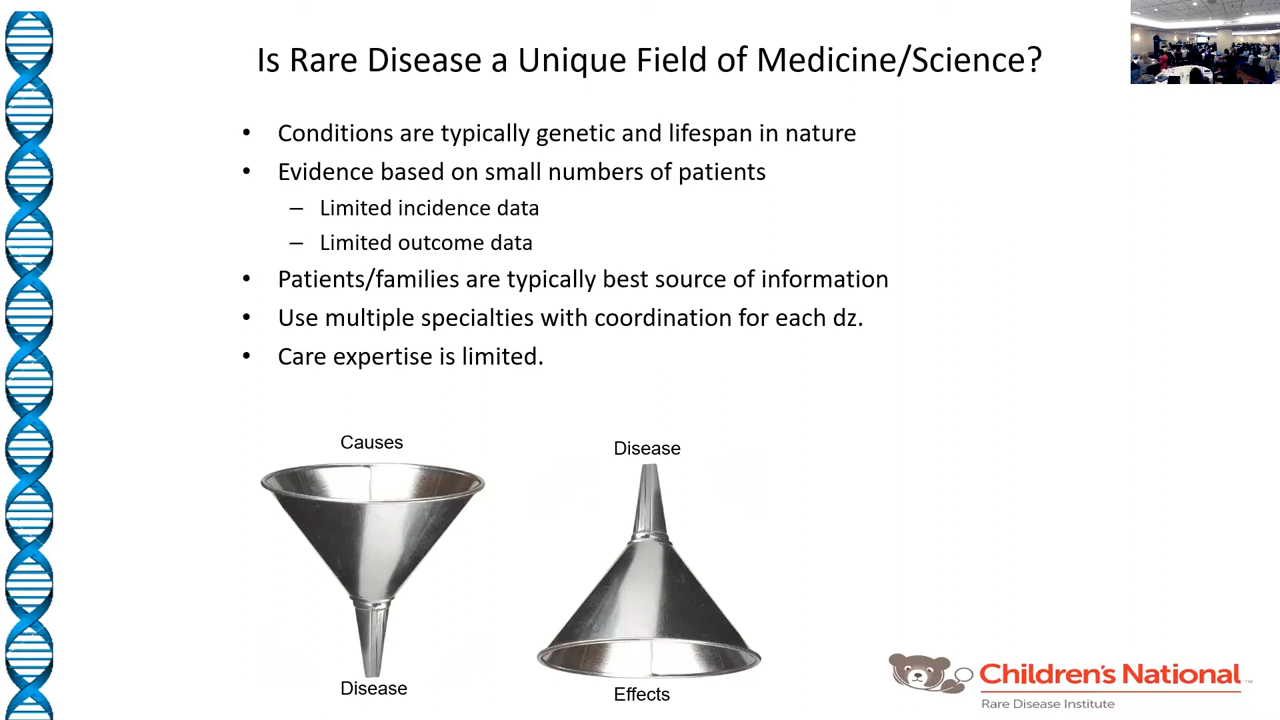 Is Rare Disease a Unique Field of Medicine/Science?
• Conditions are typically genetic and lifespan in nature
• Evidence based on small numbers of patients
– Limited incidence data
– Limited outcome data
• Patients/families are typically best source of information
• Use multiple specialties with coordination for each dz.
• Care expertise is limited.
Causes
Disease
Disease
Effects
Children's National ™
Rare Disease Institute